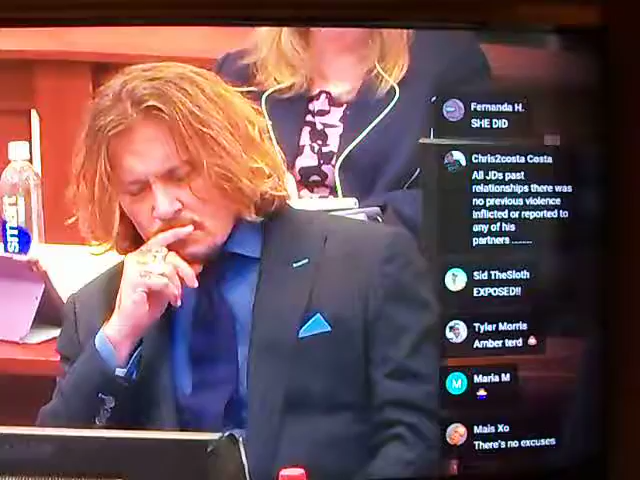 smart
Fernanda H.
SHE DID
Chris2costa Costa
All JDs past
relationships there was
no previous violence
inflicted or reported to
any of his
partners........
Sid TheSloth
EXPOSED!!
Tyler Morris
Amber terd 💩
M
Maria M
Mais Xo
There's no excuses